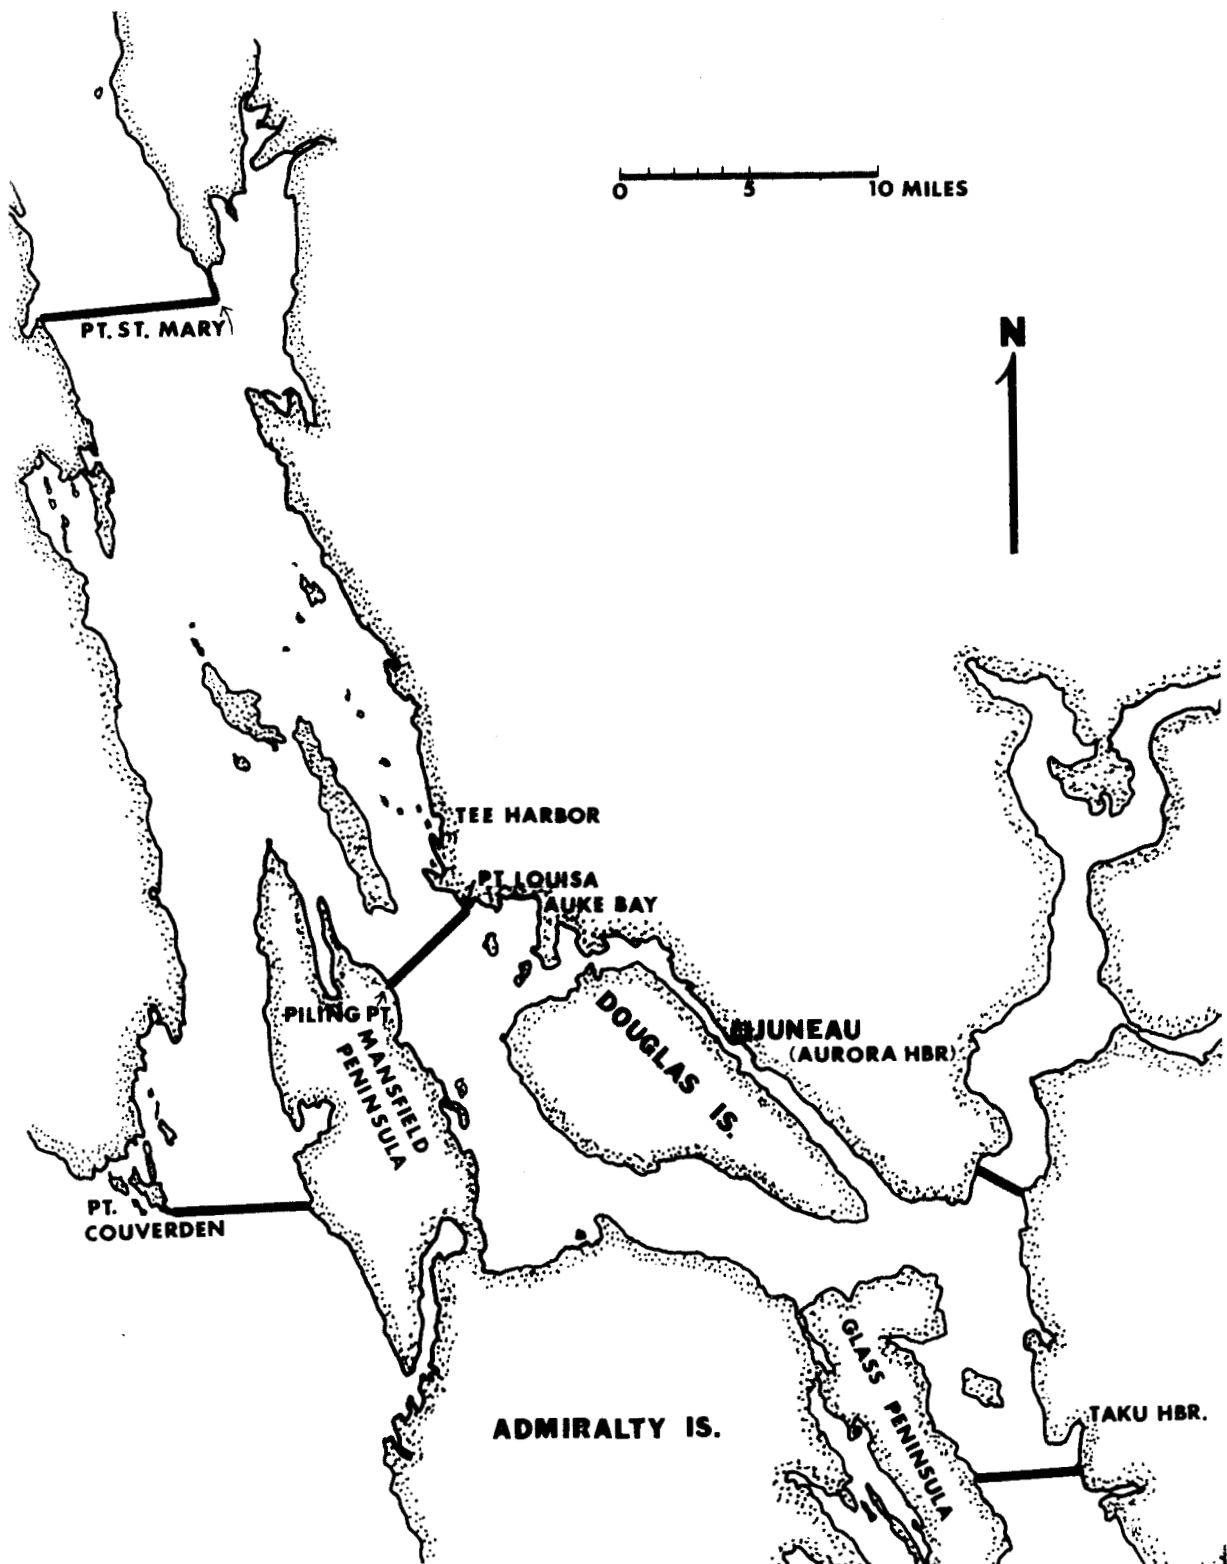 0 5 10 MILES
N
PT. ST. MARY
TEE HARBOR
PT LOUISA
AUKE BAY
PILING PT.
MANSFIELD
PENINSULA
DOUGLAS IS.
JUNEAU
(AURORA HBR)
PT.
COUVERDEN
GLASS PENINSULA
ADMIRALTY IS.
TAKU HBR.